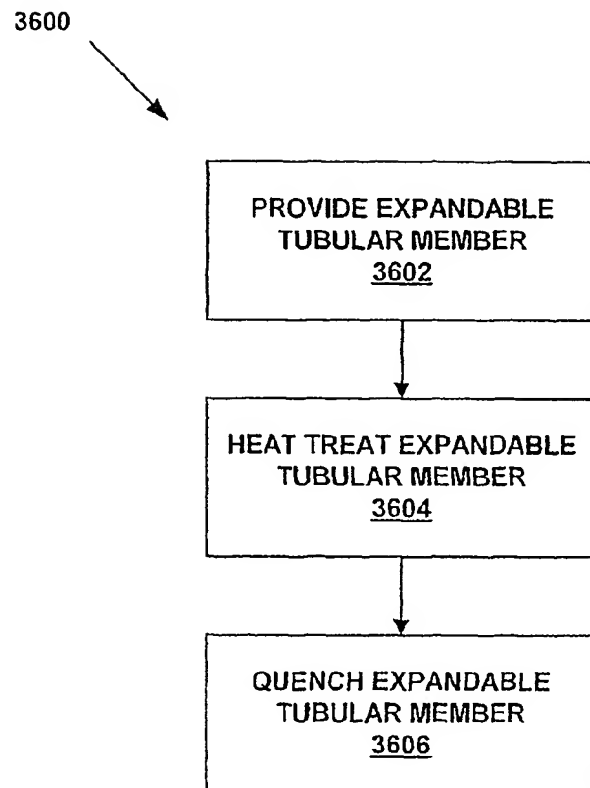 3600
PROVIDE EXPANDABLE
TUBULAR MEMBER
3602
HEAT TREAT EXPANDABLE
TUBULAR MEMBER
3604
QUENCH EXPANDABLE
TUBULAR MEMBER
3606